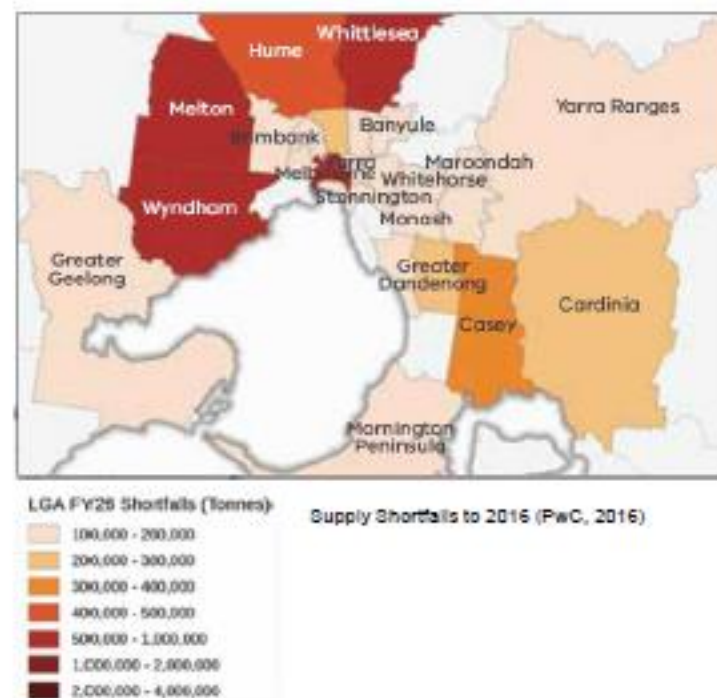 Whittlesea
Hume
Melton
Yarra Ranges
Brimbank
Banyule
Yarra
Maroondah
Melbourne
Whitehorse
Stonnington
Wyndham
Monash
Greater
Geelong
Greater
Dandenong
Cardinia
Casey
Mornington
Peninsula
LGA FY26 Shortfalls (Tonnes)
Supply Shortfalls to 2016 (PwC, 2016)
100,000 - 200,000
200,000 - 300,000
300,000 - 400,000
400,000 - 500,000
500,000 - 1,000,000
1,000,000 - 2,000,000
2,000,000 - 4,000,000